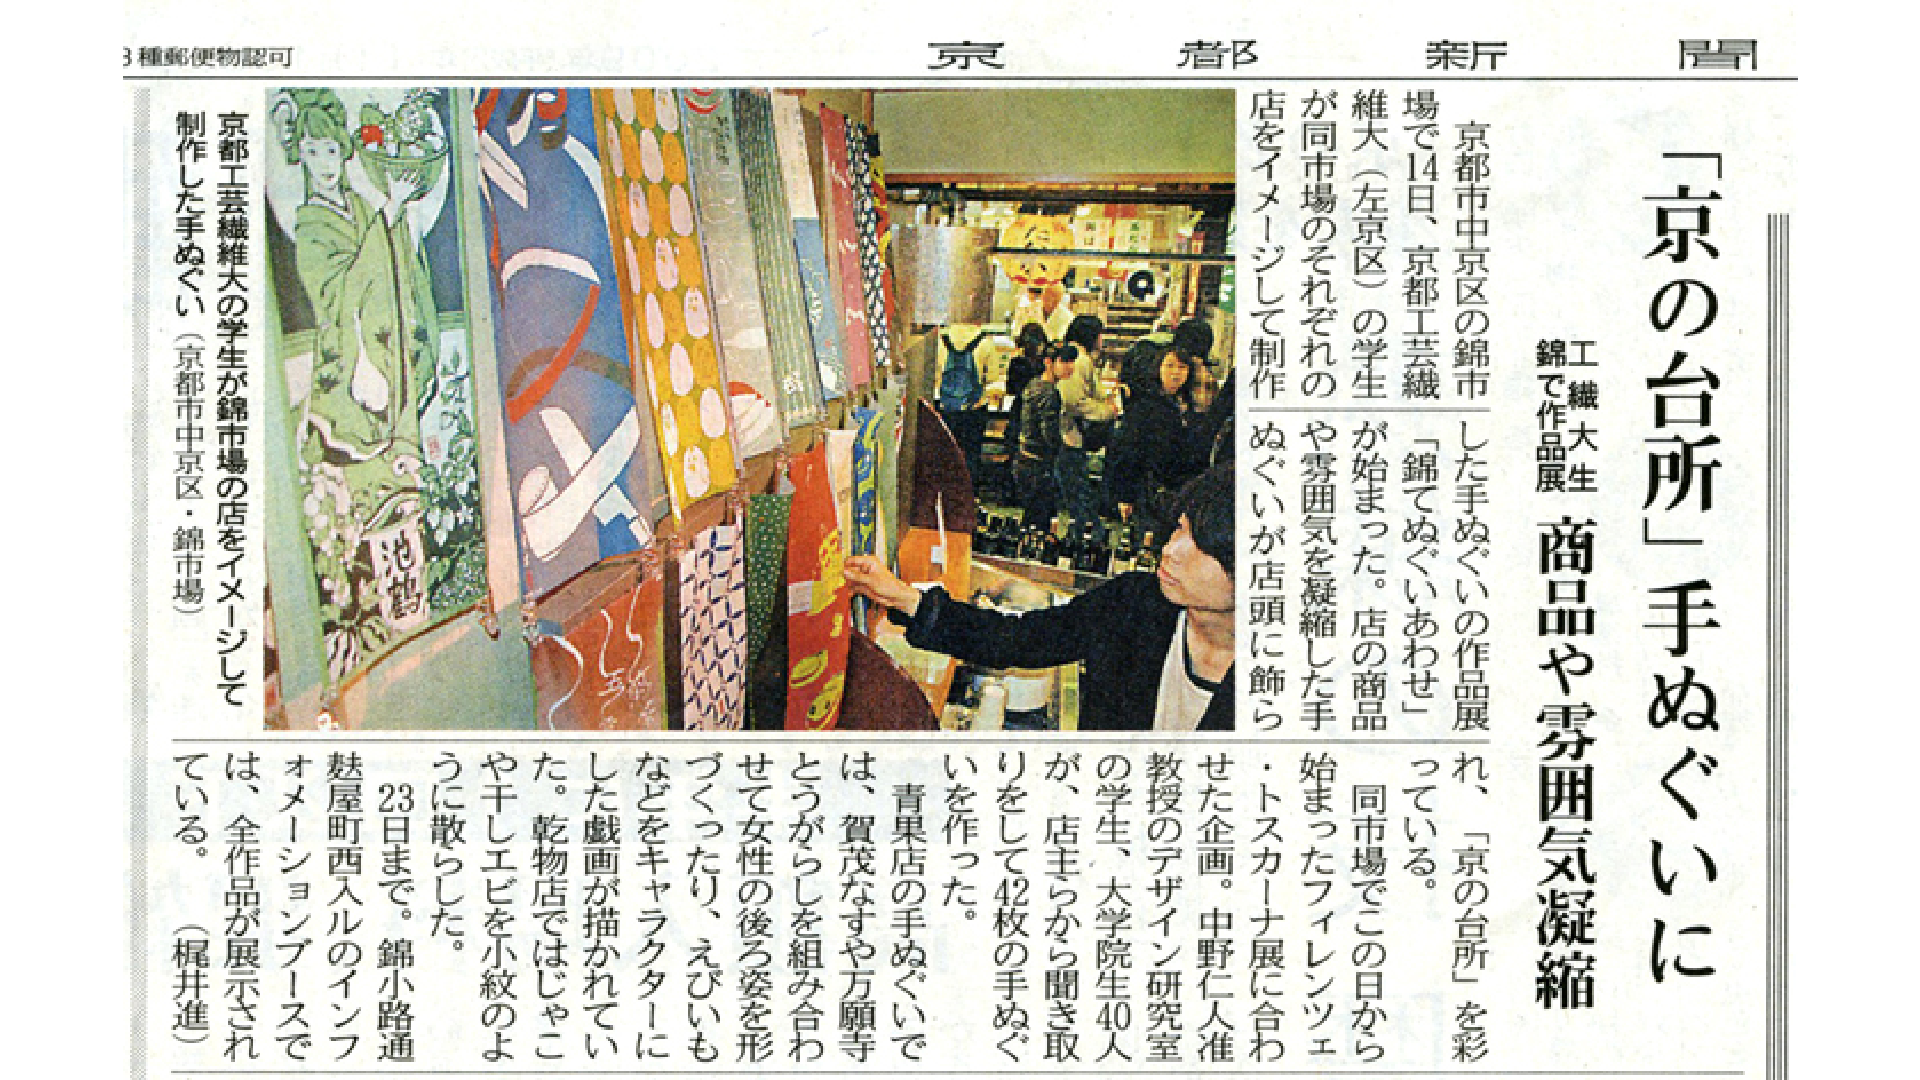 3種郵便物認可
京都新聞
「京の台所」手ぬぐいに
工繊大生
錦で作品展
商品や雰囲気凝縮
京都市中京区の錦市
場で14日、京都工芸繊
維大（左京区）の学生
が同市場のそれぞれの
店をイメージして制作
した手ぬぐいの作品展
「錦てぬぐいあわせ」
が始まった。店の商品
や雰囲気を凝縮した手
ぬぐいが店頭に飾ら
れ、「京の台所」を彩
っている。
同市場でこの日から
始まったフィレンツェ
・トスカーナ展に合わ
せた企画。中野仁人准
教授のデザイン研究室
の学生、大学院生40人
が、店主らから聞き取
りをして42枚の手ぬぐ
いを作った。
青果店の手ぬぐいで
は、賀茂なすや万願寺
とうがらしを組み合わ
せて女性の後ろ姿を形
づくったり、えびいも
などをキャラクターに
した戯画が描かれてい
た。乾物店ではじゃこ
や干しエビを小紋のよ
うに散らした。
23日まで。錦小路通
麸屋町西入ルのインフ
ォメーションブースで
は、全作品が展示され
ている。（梶井進）
京都工芸繊維大の学生が錦市場の店をイメージして
制作した手ぬぐい（京都市中京区・錦市場）
池鶴